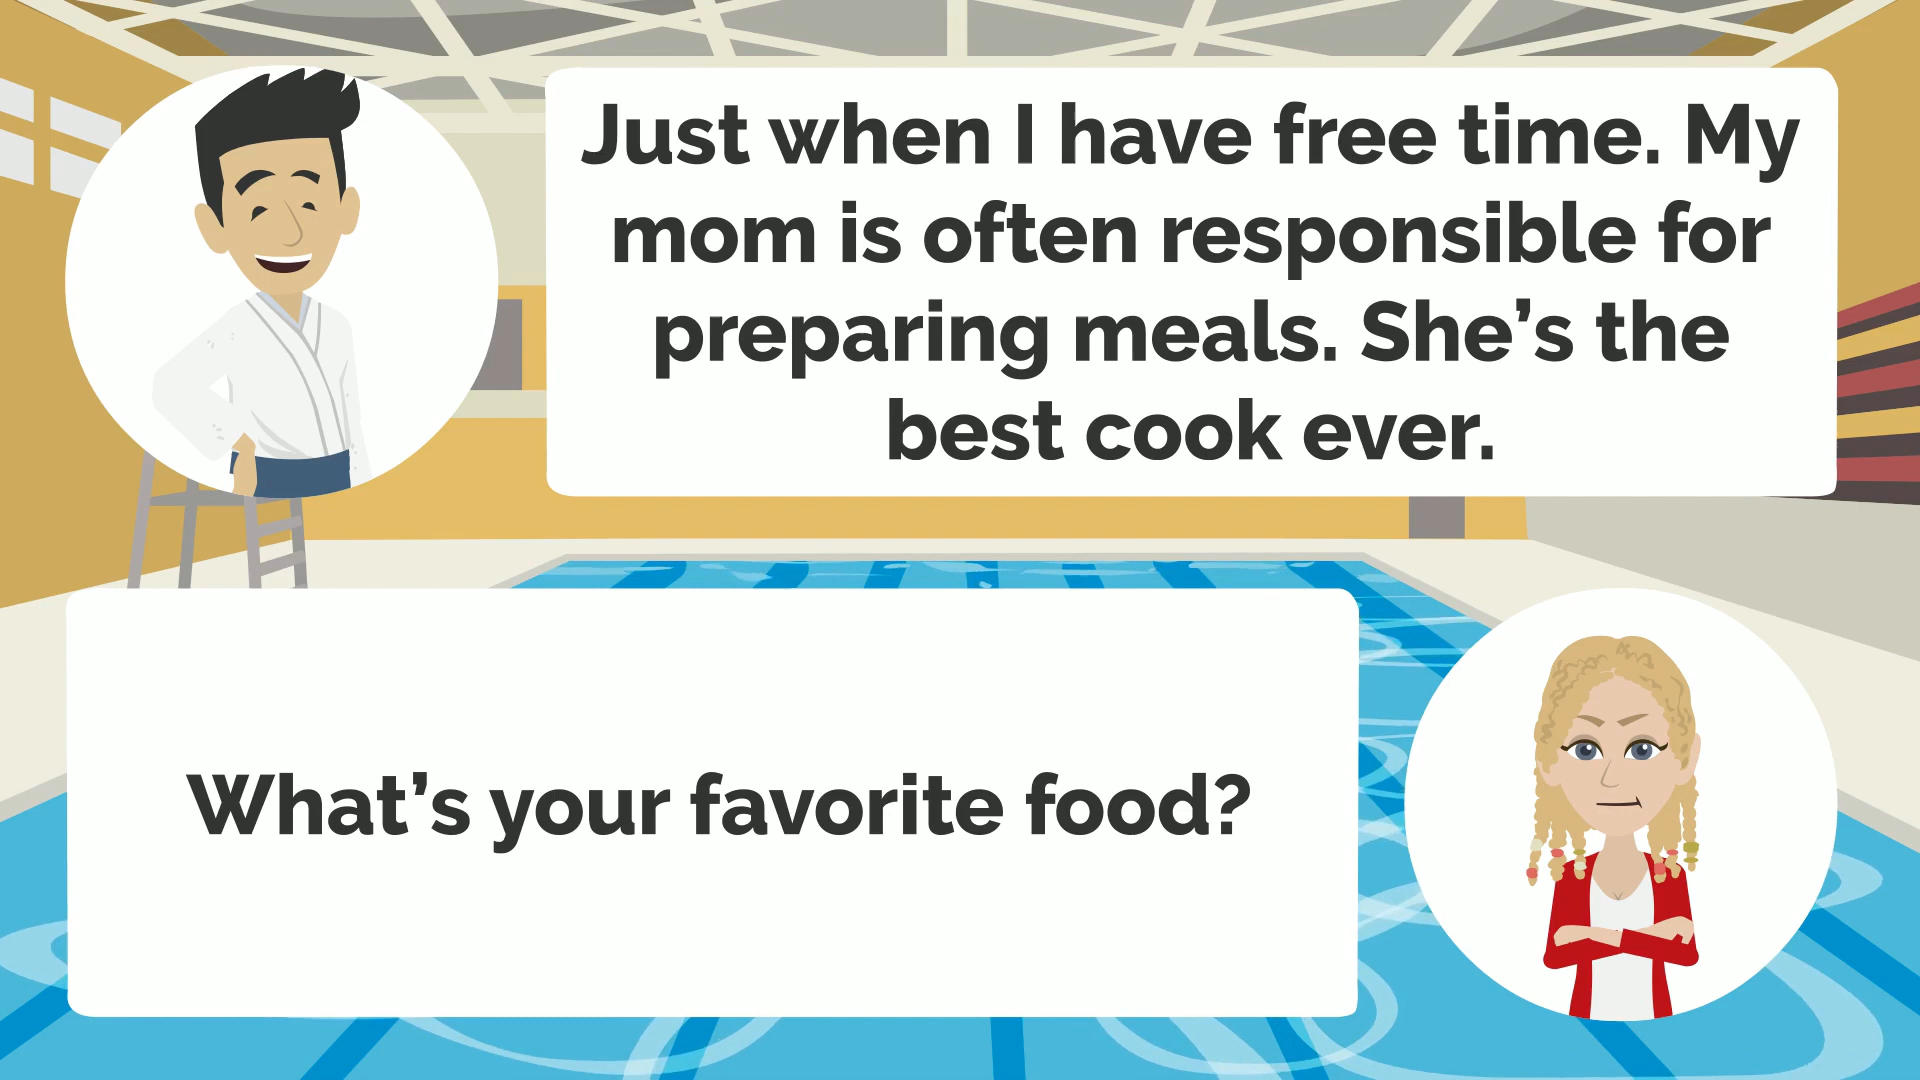 Just when I have free time. My
mom is often responsible for
preparing meals. She’s the
best cook ever.
What’s your favorite food?